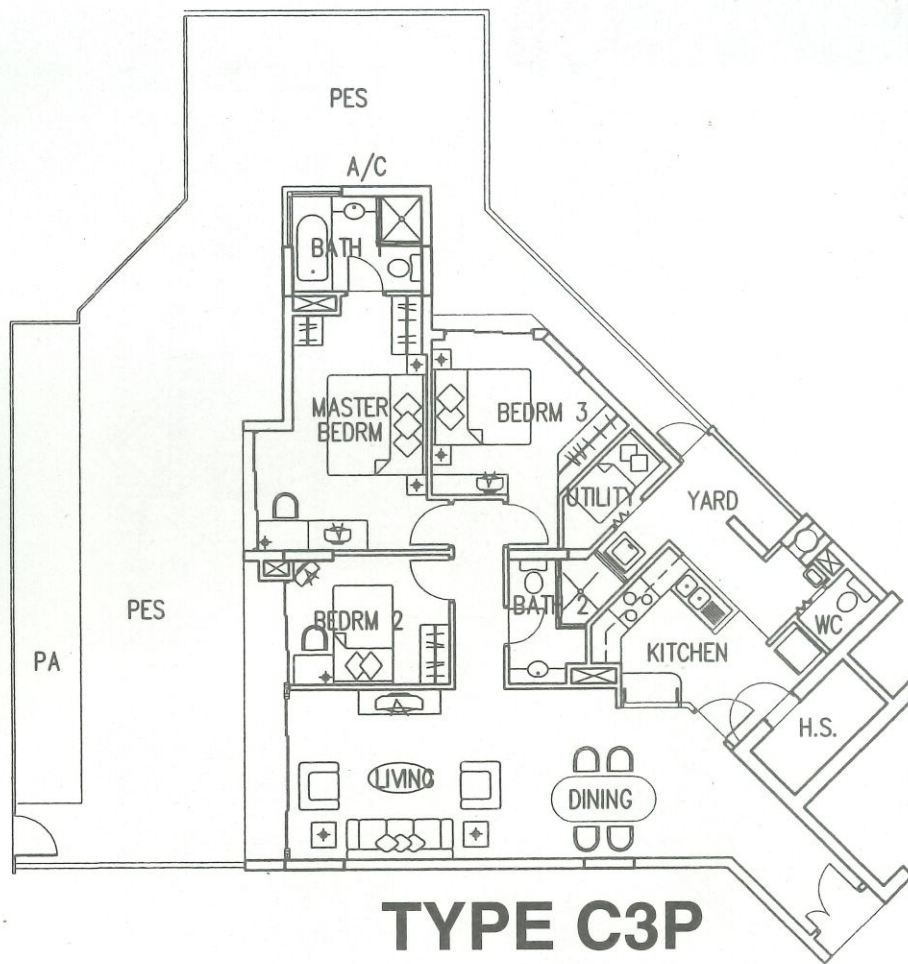 PES
A/C
BATH 1
MASTER
BEDRM
BEDRM 3
UTILITY
YARD
PES
BEDRM 2
BATH 2
PA
KITCHEN
WC
H.S.
LIVING
DINING
TYPE C3P